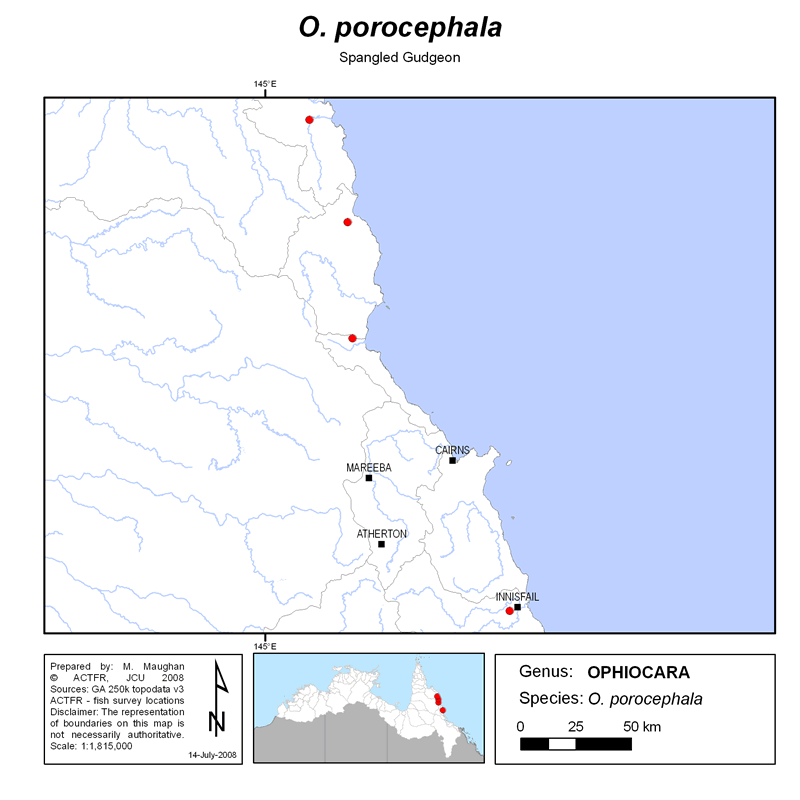 O. porocephala
Spangled Gudgeon
145°E
CAIRNS
MAREEBA
ATHERTON
INNISFAIL
145°E
Prepared by: M. Maughan
© ACTFR, JCU 2008
Sources: GA 250k topodata v3
ACTFR - fish survey locations
Disclaimer: The representation
of boundaries on this map is
not necessarily authoritative.
Scale: 1:1,815,000
N
14-July-2008
Genus: OPHIOCARA
Species: O. porocephala
0 25 50 km